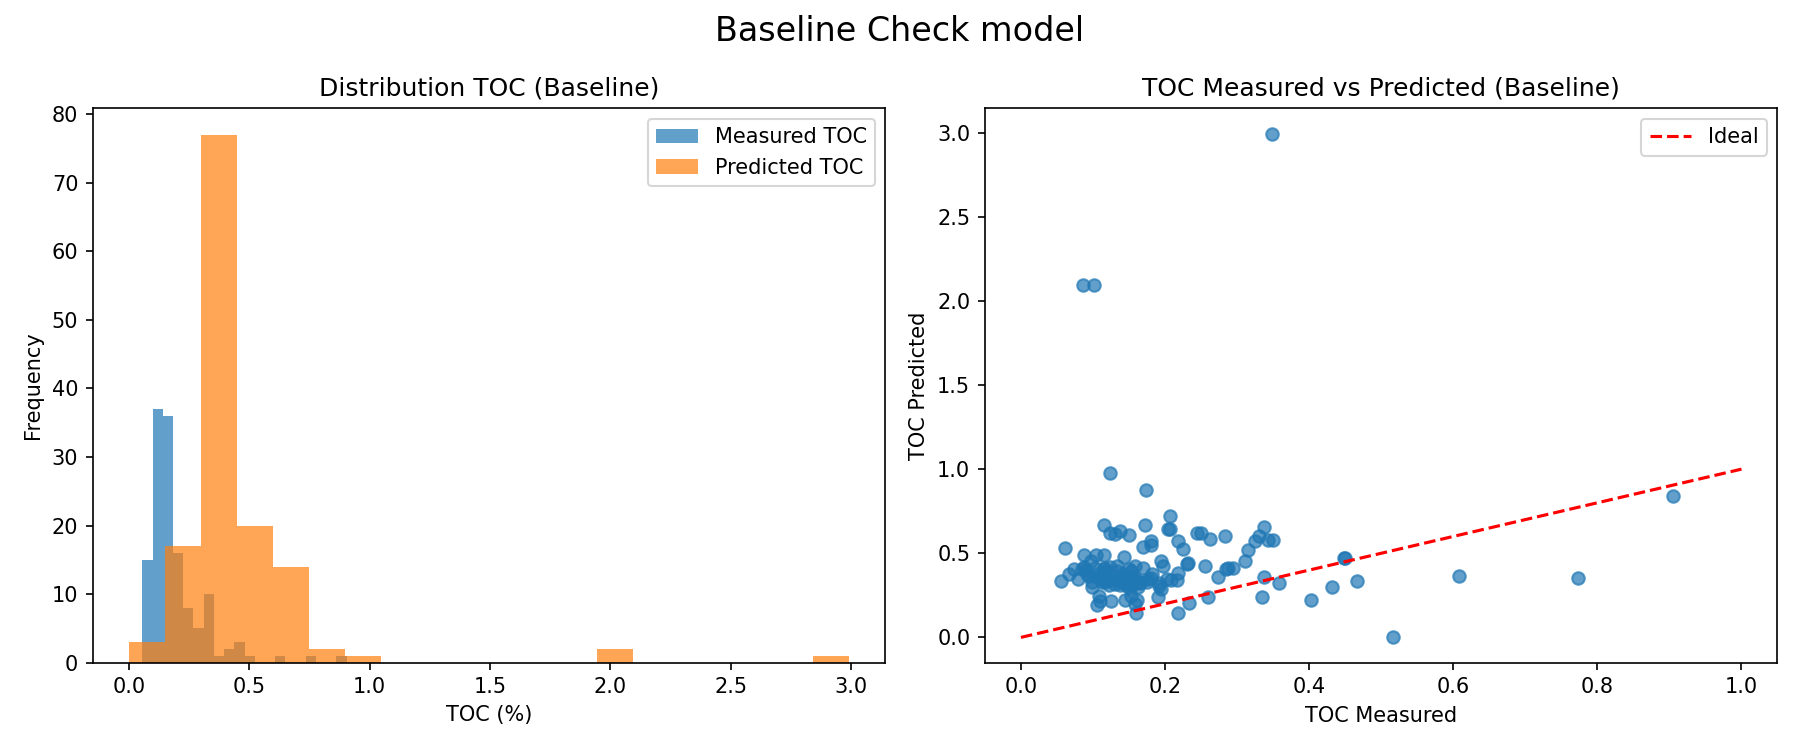 Baseline Check model
Distribution TOC (Baseline)
80
70
60
50
40
30
20
10
0
Frequency
Measured TOC
Predicted TOC
0.0 0.5 1.0 1.5 2.0 2.5 3.0
TOC (%)
TOC Measured vs Predicted (Baseline)
3.0
2.5
2.0
1.5
1.0
0.5
0.0
TOC Predicted
Ideal
0.0 0.2 0.4 0.6 0.8 1.0
TOC Measured